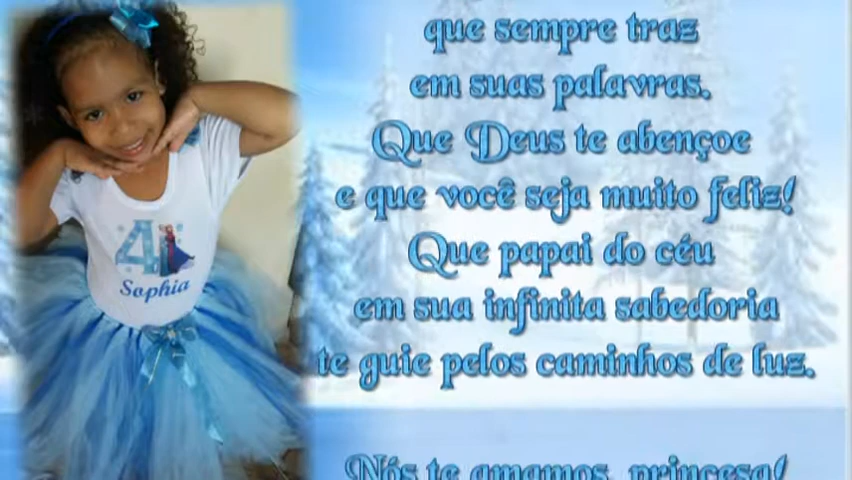 que sempre traz
em suas palavras.
Que Deus te abençoe
e que você seja muito feliz!
Que papai do céu
em sua infinita sabedoria
te guie pelos caminhos de luz.
Nós te amamos, princesa!
4
Sophia